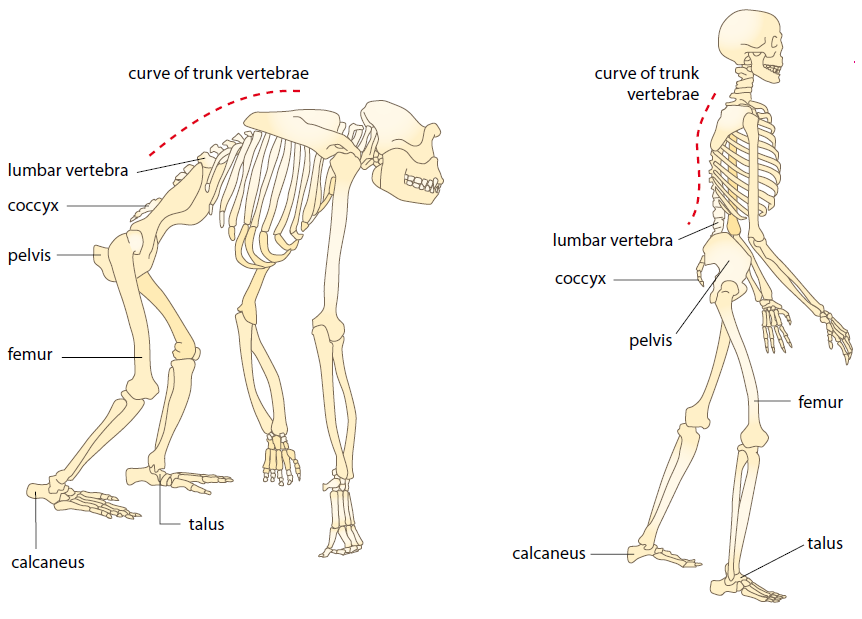 curve of trunk vertebrae
lumbar vertebra
coccyx
pelvis
femur
talus
calcaneus
curve of trunk
vertebrae
lumbar vertebra
coccyx
pelvis
femur
talus
calcaneus